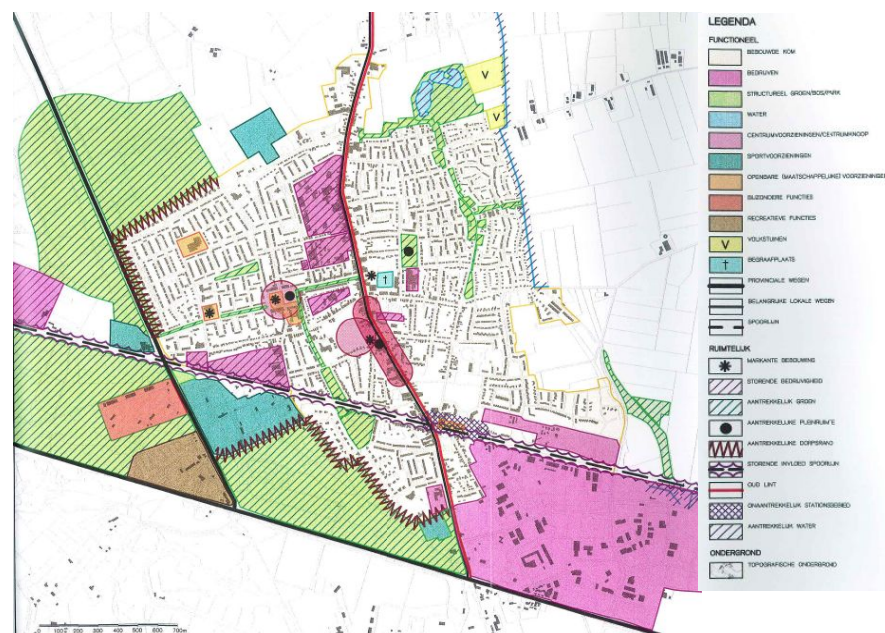 LEGENDA
FUNCTIONEEL
BEBOUWDE KOM
BEDRIJVEN
STRUCTUREEL GROEN/BOS/PARK
WATER
CENTRUMVOORZIENINGEN/CENTRUMKNOOP
SPORTVOORZIENINGEN
OPENBARE (MAATSCHAPPELIJKE) VOORZIENINGEN
BIJZONDERE FUNCTIES
RECREATIEVE FUNCTIES
V VOLKSTUINEN
BEGRAAFPLAATS
PROVINCIALE WEGEN
BELANGRIJKE LOKALE WEGEN
SPOORLIJN
RUIMTELIJK
MARKANTE BEBOUWING
STORENDE BEDRIJVIGHEID
AANTREKKELIJK GROEN
AANTREKKELIJKE PLEINRUIMTE
AANTREKKELIJKE DORPSRAND
STORENDE INVLOED SPOORLIJN
OUD LINT
ONAANTREKKELIJK STATIONSGEBIED
AANTREKKELIJK WATER
ONDERGROND
TOPOGRAFISCHE ONDERGROND
V
V
0 100 200 300 400 500 600 700m